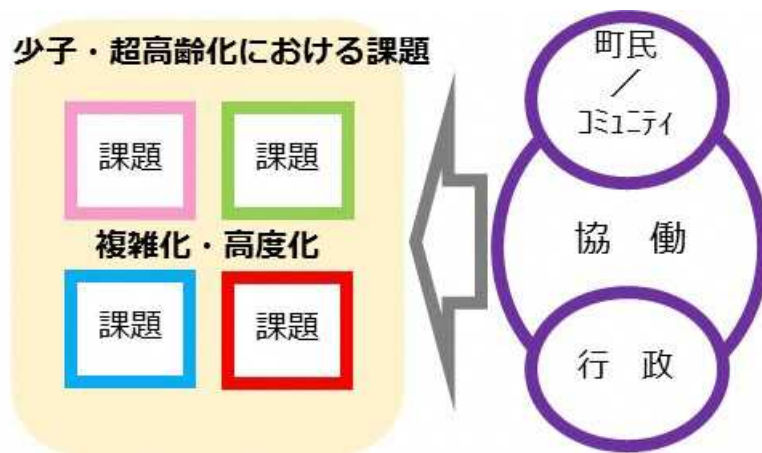 少子・超高齢化における課題
課題
課題
複雑化・高度化
課題
課題
町民
／
ｺﾐｭﾆﾃｨ
協　働
行　政